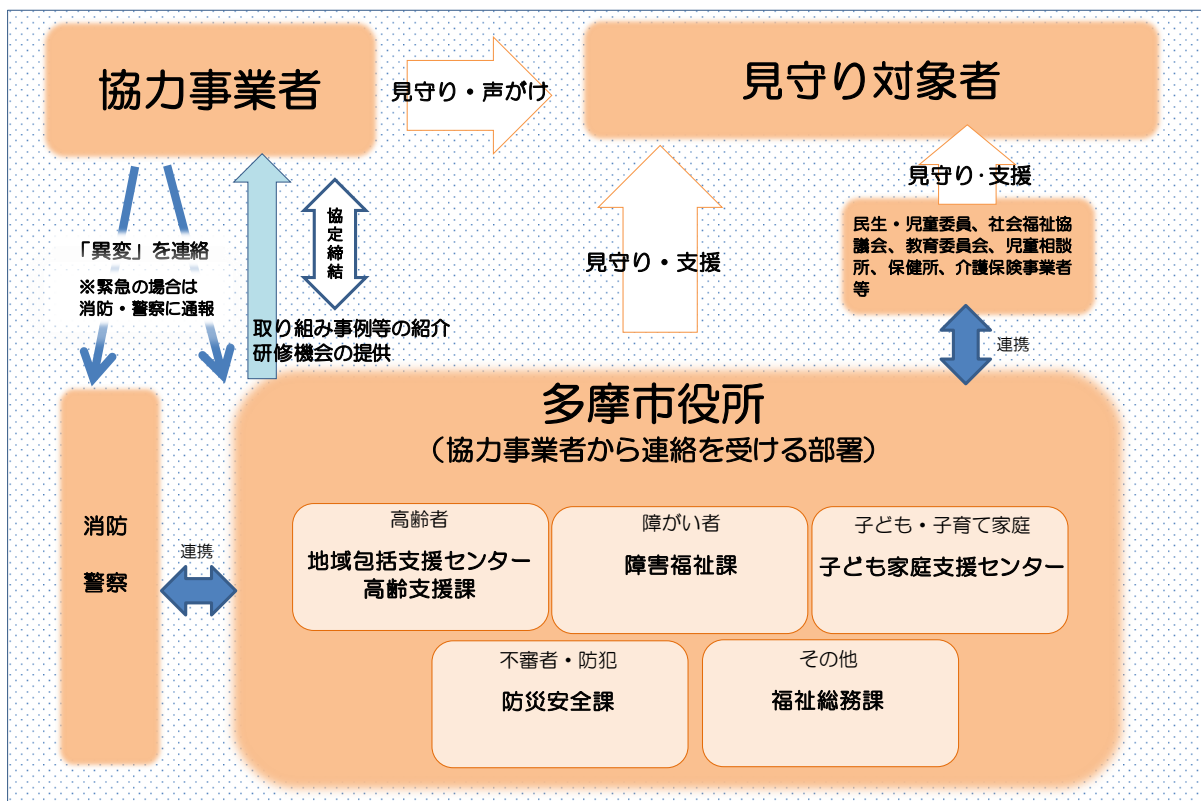 協力事業者
見守り・声がけ
見守り対象者
「異変」を連絡
※緊急の場合は
消防・警察に通報
協定締結
取り組み事例等の紹介
研修機会の提供
見守り・支援
見守り・支援
民生・児童委員、社会福祉協
議会、教育委員会、児童相談
所、保健所、介護保険事業者
等
連携
多摩市役所
（協力事業者から連絡を受ける部署）
消防
警察
連携
高齢者
地域包括支援センター
高齢支援課
障がい者
障害福祉課
子ども・子育て家庭
子ども家庭支援センター
不審者・防犯
防災安全課
その他
福祉総務課